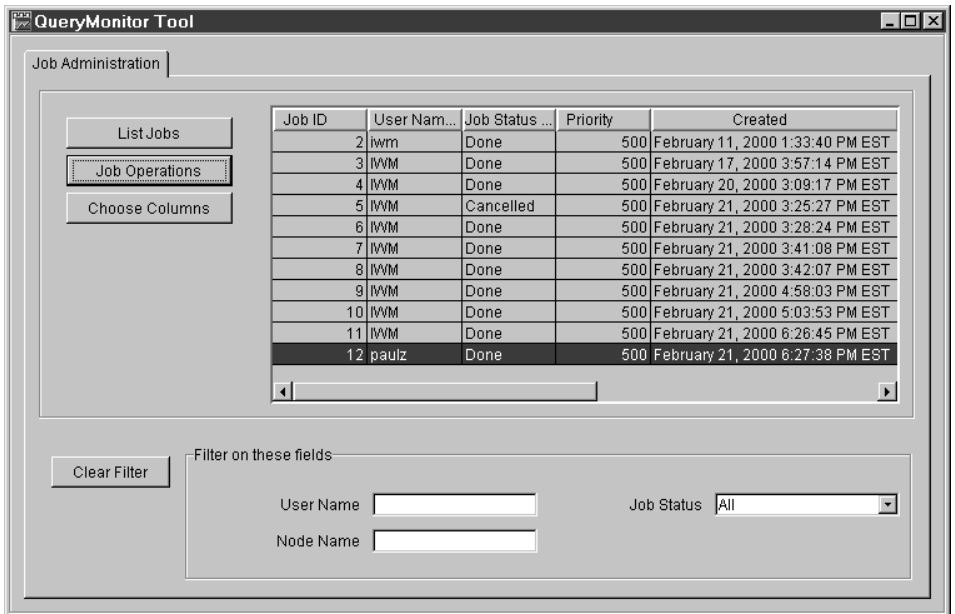 QueryMonitor Tool
Job Administration
List Jobs
Job Operations
Choose Columns
Job ID User Nam... Job Status ... Priority Created
2 iwm Done 500 February 11, 2000 1:33:40 PM EST
3 IWM Done 500 February 17, 2000 3:57:14 PM EST
4 IWM Done 500 February 20, 2000 3:09:17 PM EST
5 IWM Cancelled 500 February 21, 2000 3:25:27 PM EST
6 IWM Done 500 February 21, 2000 3:28:24 PM EST
7 IWM Done 500 February 21, 2000 3:41:08 PM EST
8 IWM Done 500 February 21, 2000 3:42:07 PM EST
9 IWM Done 500 February 21, 2000 4:58:03 PM EST
10 IWM Done 500 February 21, 2000 5:03:53 PM EST
11 IWM Done 500 February 21, 2000 6:26:45 PM EST
12 paulz Done 500 February 21, 2000 6:27:38 PM EST
Clear Filter
Filter on these fields
User Name Job Status All
Node Name